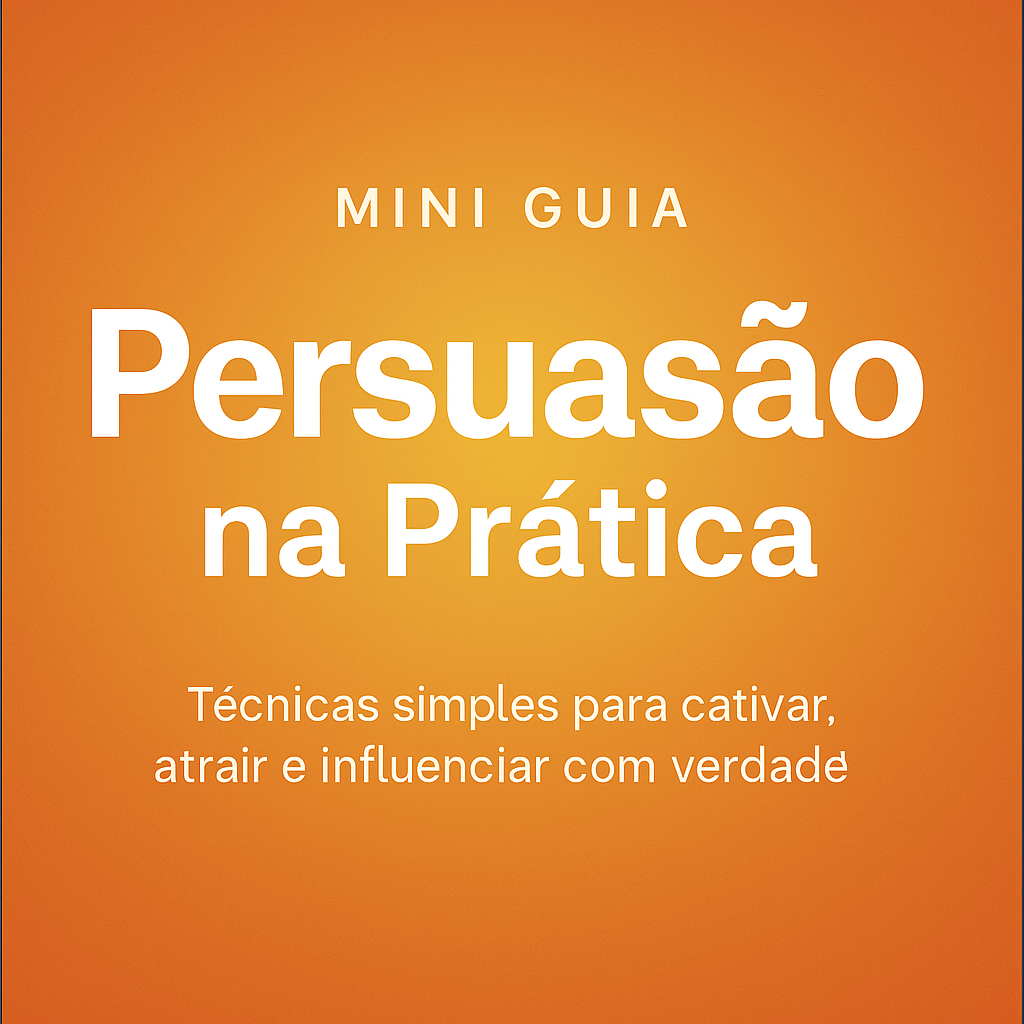 MINI GUIA
Persuasão
na Prática
Técnicas simples para cativar,
atrair e influenciar com verdade